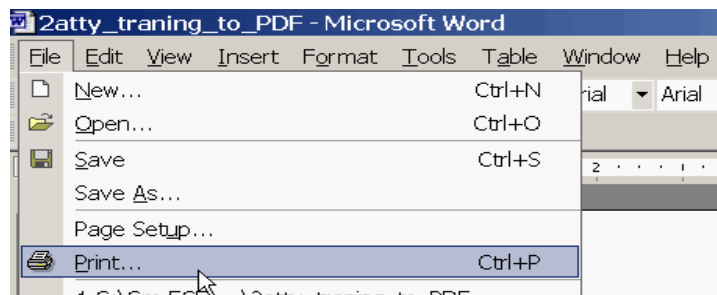 2atty_traning_to_PDF - Microsoft Word
File Edit View Insert Format Tools Table Window Help
New... Ctrl+N rial Arial
Open... Ctrl+O
Save Ctrl+S 2
Save As...
Page Setup...
Print... Ctrl+P